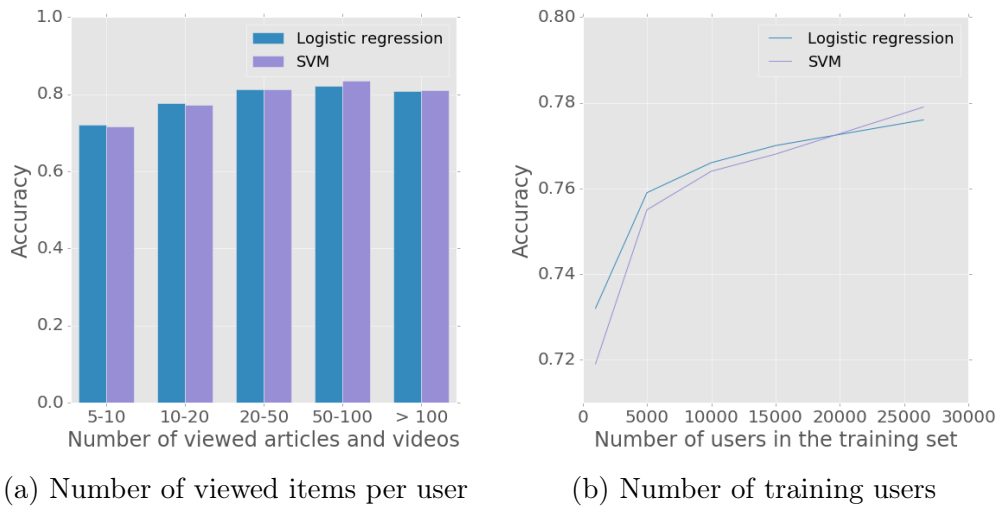 1.0
0.8
0.6
0.4
0.2
0.0
Accuracy
Logistic regression
SVM
5-10
10-20
20-50
50-100
> 100
Number of viewed articles and videos
(a) Number of viewed items per user
0.80
0.78
0.76
0.74
0.72
Accuracy
Logistic regression
SVM
0
5000
10000
15000
20000
25000
30000
Number of users in the training set
(b) Number of training users